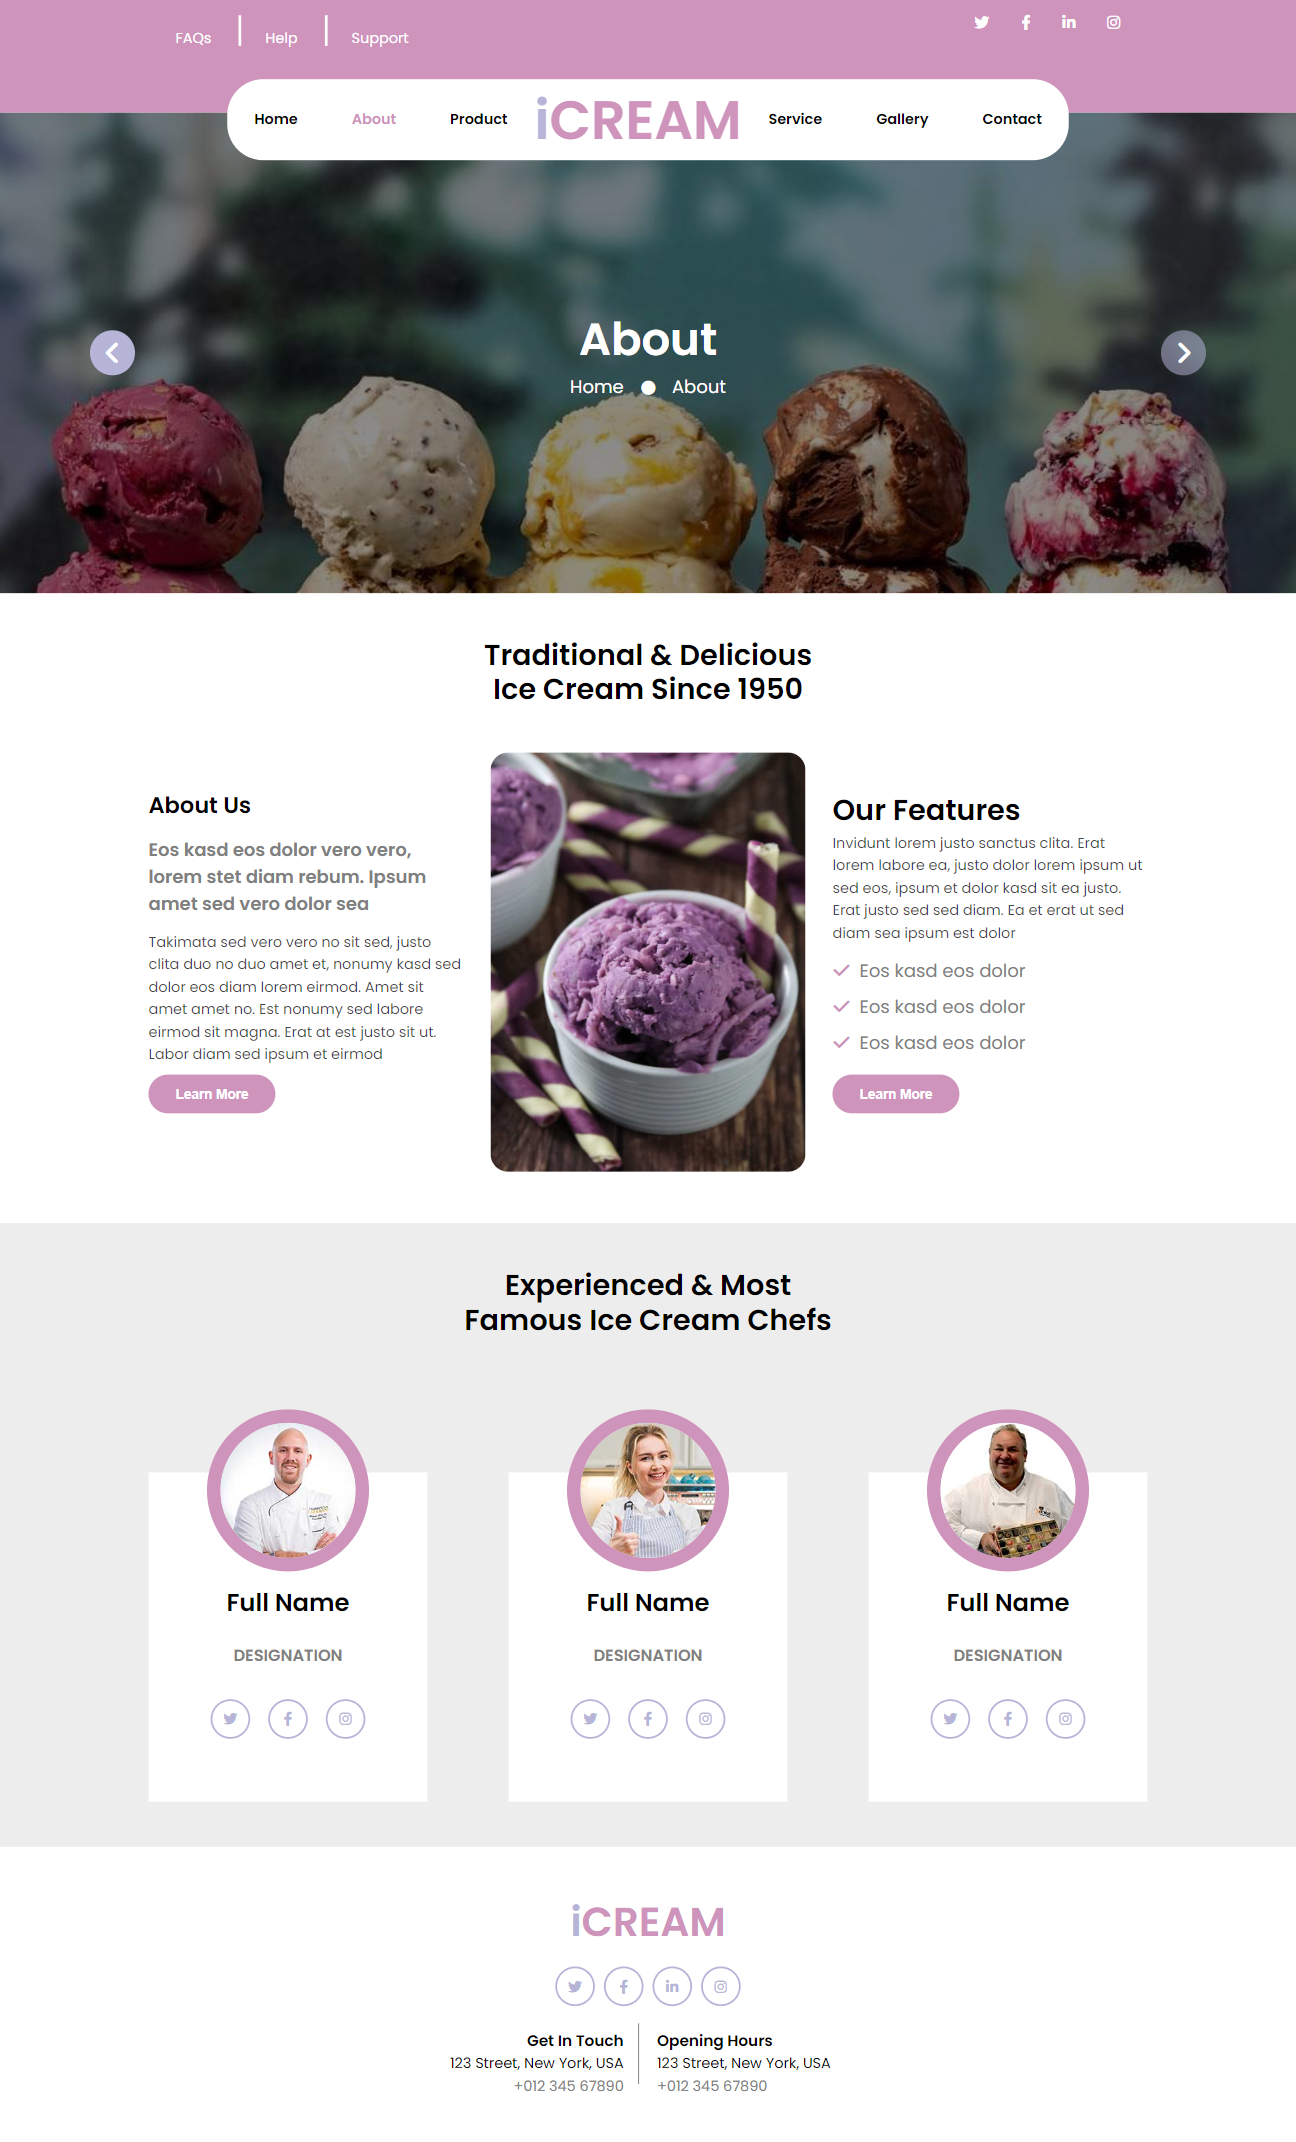 FAQs Help Support
Home About Product iCREAM Service Gallery Contact
About
Home About
Traditional & Delicious
Ice Cream Since 1950
About Us
Eos kasd eos dolor vero vero,
lorem stet diam rebum. Ipsum
amet sed vero dolor sea
Takimata sed vero vero no sit sed, justo
clita duo no duo amet et, nonumy kasd sed
dolor eos diam lorem eirmod. Amet sit
amet amet no. Est nonumy sed labore
eirmod sit magna. Erat at est justo sit ut.
Labor diam sed ipsum et eirmod
Learn More
Our Features
Invidunt lorem justo sanctus clita. Erat
lorem labore ea, justo dolor lorem ipsum ut
sed eos, ipsum et dolor kasd sit ea justo.
Erat justo sed sed diam. Ea et erat ut sed
diam sea ipsum est dolor
Eos kasd eos dolor
Eos kasd eos dolor
Eos kasd eos dolor
Learn More
Experienced & Most
Famous Ice Cream Chefs
Full Name
DESIGNATION
Full Name
DESIGNATION
Full Name
DESIGNATION
iCREAM
Get In Touch
123 Street, New York, USA
+012 345 67890
Opening Hours
123 Street, New York, USA
+012 345 67890